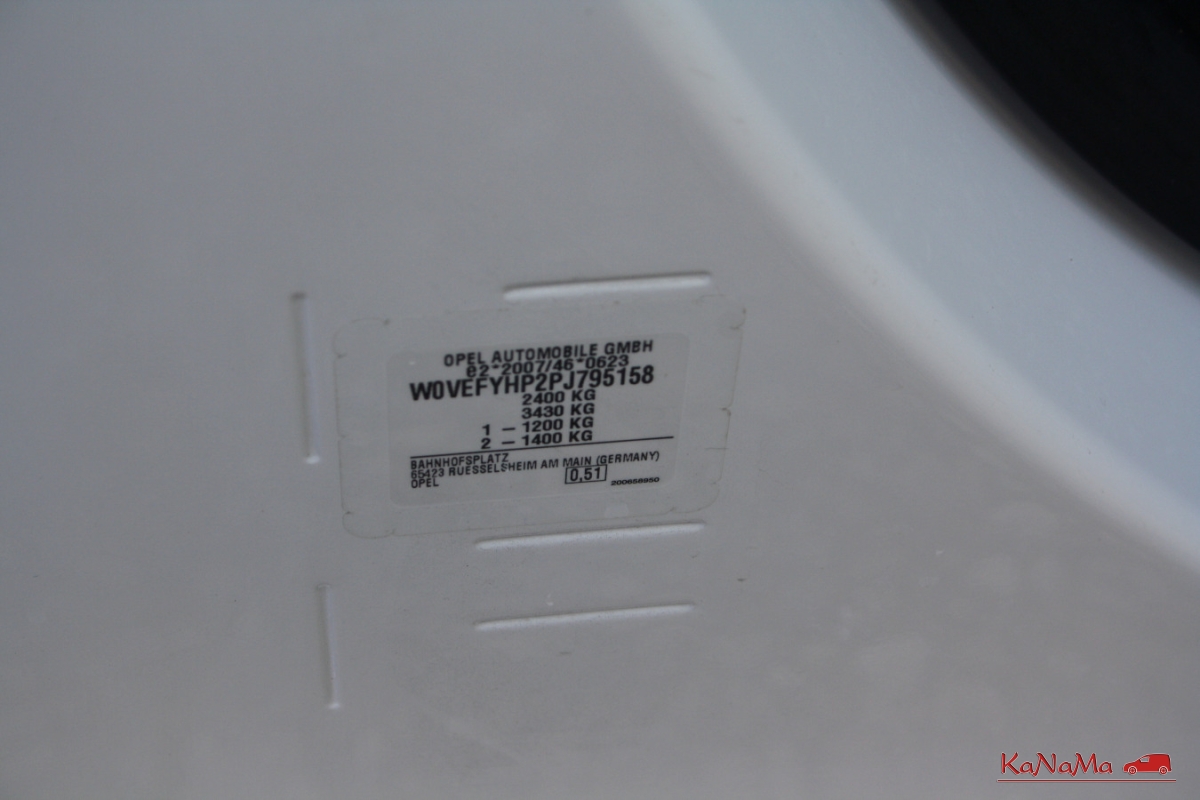 OPEL AUTOMOBILE GMBH
e2*2007/46*0623
W0VEFYHP2PJ795158
2400 KG
3430 KG
1 – 1200 KG
2 – 1400 KG
BAHNHOFSPLATZ
65423 RUESSELSHEIM AM MAIN (GERMANY)
OPEL 0,51 200656950
KaNaMa